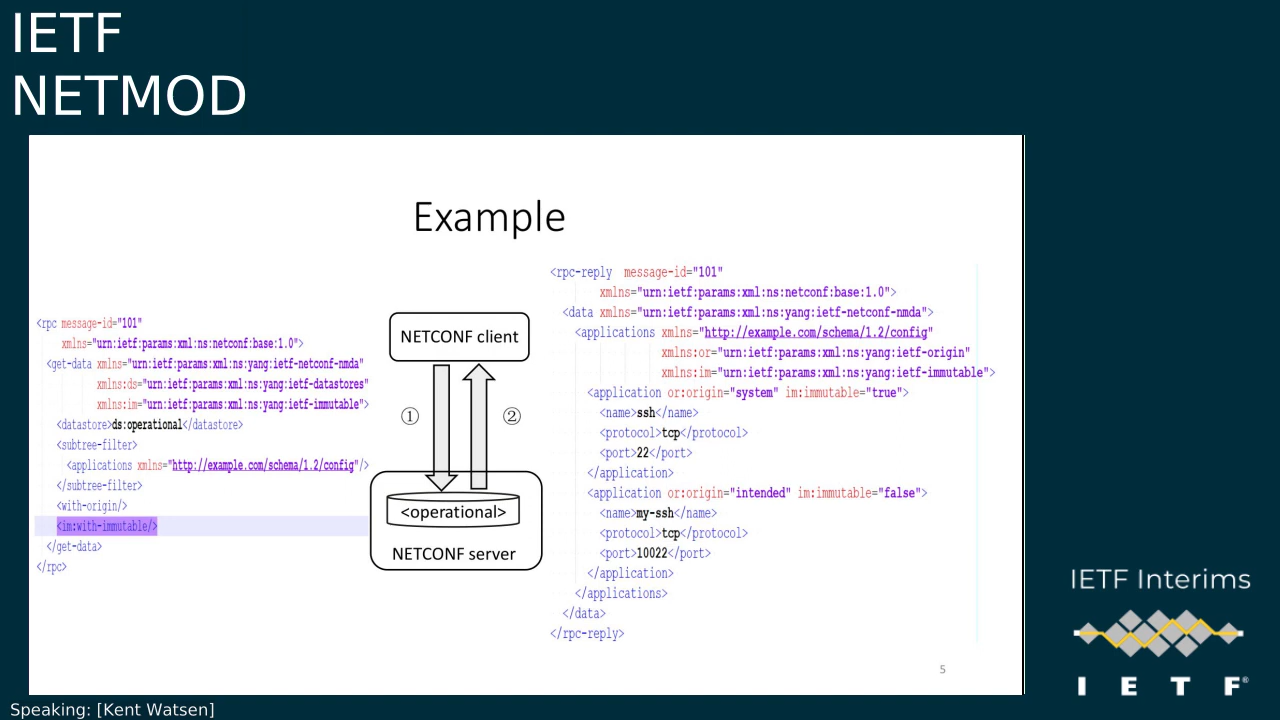 IETF
NETMOD
Example
<rpc message-id="101"
xmlns="urn:ietf:params:xml:ns:netconf:base:1.0">
<get-data xmlns="urn:ietf:params:xml:ns:yang:ietf-netconf-nmda"
xmlns:ds="urn:ietf:params:xml:ns:yang:ietf-datastores"
xmlns:im="urn:ietf:params:xml:ns:yang:ietf-immutable">
<datastore>ds:operational</datastore>
<subtree-filter>
<applications xmlns="http://example.com/schema/1.2/config"/>
</subtree-filter>
<with-origin/>
<im:with-immutable/>
</get-data>
</rpc>
NETCONF client
① ②
<operational>
NETCONF server
<rpc-reply message-id="101"
xmlns="urn:ietf:params:xml:ns:netconf:base:1.0">
<data xmlns="urn:ietf:params:xml:ns:yang:ietf-netconf-nmda">
<applications xmlns="http://example.com/schema/1.2/config"
xmlns:or="urn:ietf:params:xml:ns:yang:ietf-origin"
xmlns:im="urn:ietf:params:xml:ns:yang:ietf-immutable">
<application or:origin="system" im:immutable="true">
<name>ssh</name>
<protocol>tcp</protocol>
<port>22</port>
</application>
<application or:origin="intended" im:immutable="false">
<name>my-ssh</name>
<protocol>tcp</protocol>
<port>10022</port>
</application>
</applications>
</data>
</rpc-reply>
5
IETF Interims
I E T F®
Speaking: [Kent Watsen]